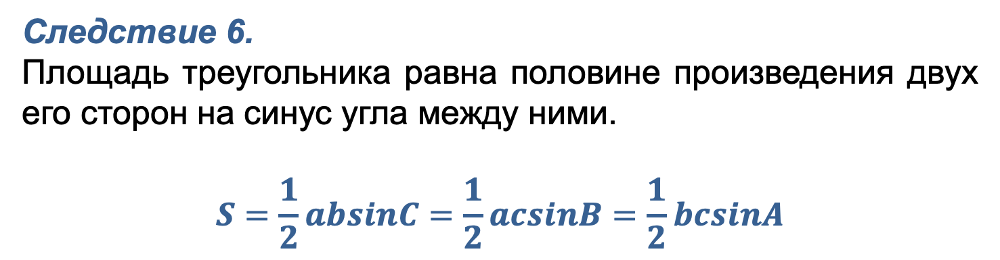 Следствие 6.
Площадь треугольника равна половине произведения двух
его сторон на синус угла между ними.
S = 1/2 absinC = 1/2 acsinB = 1/2 bcsinA